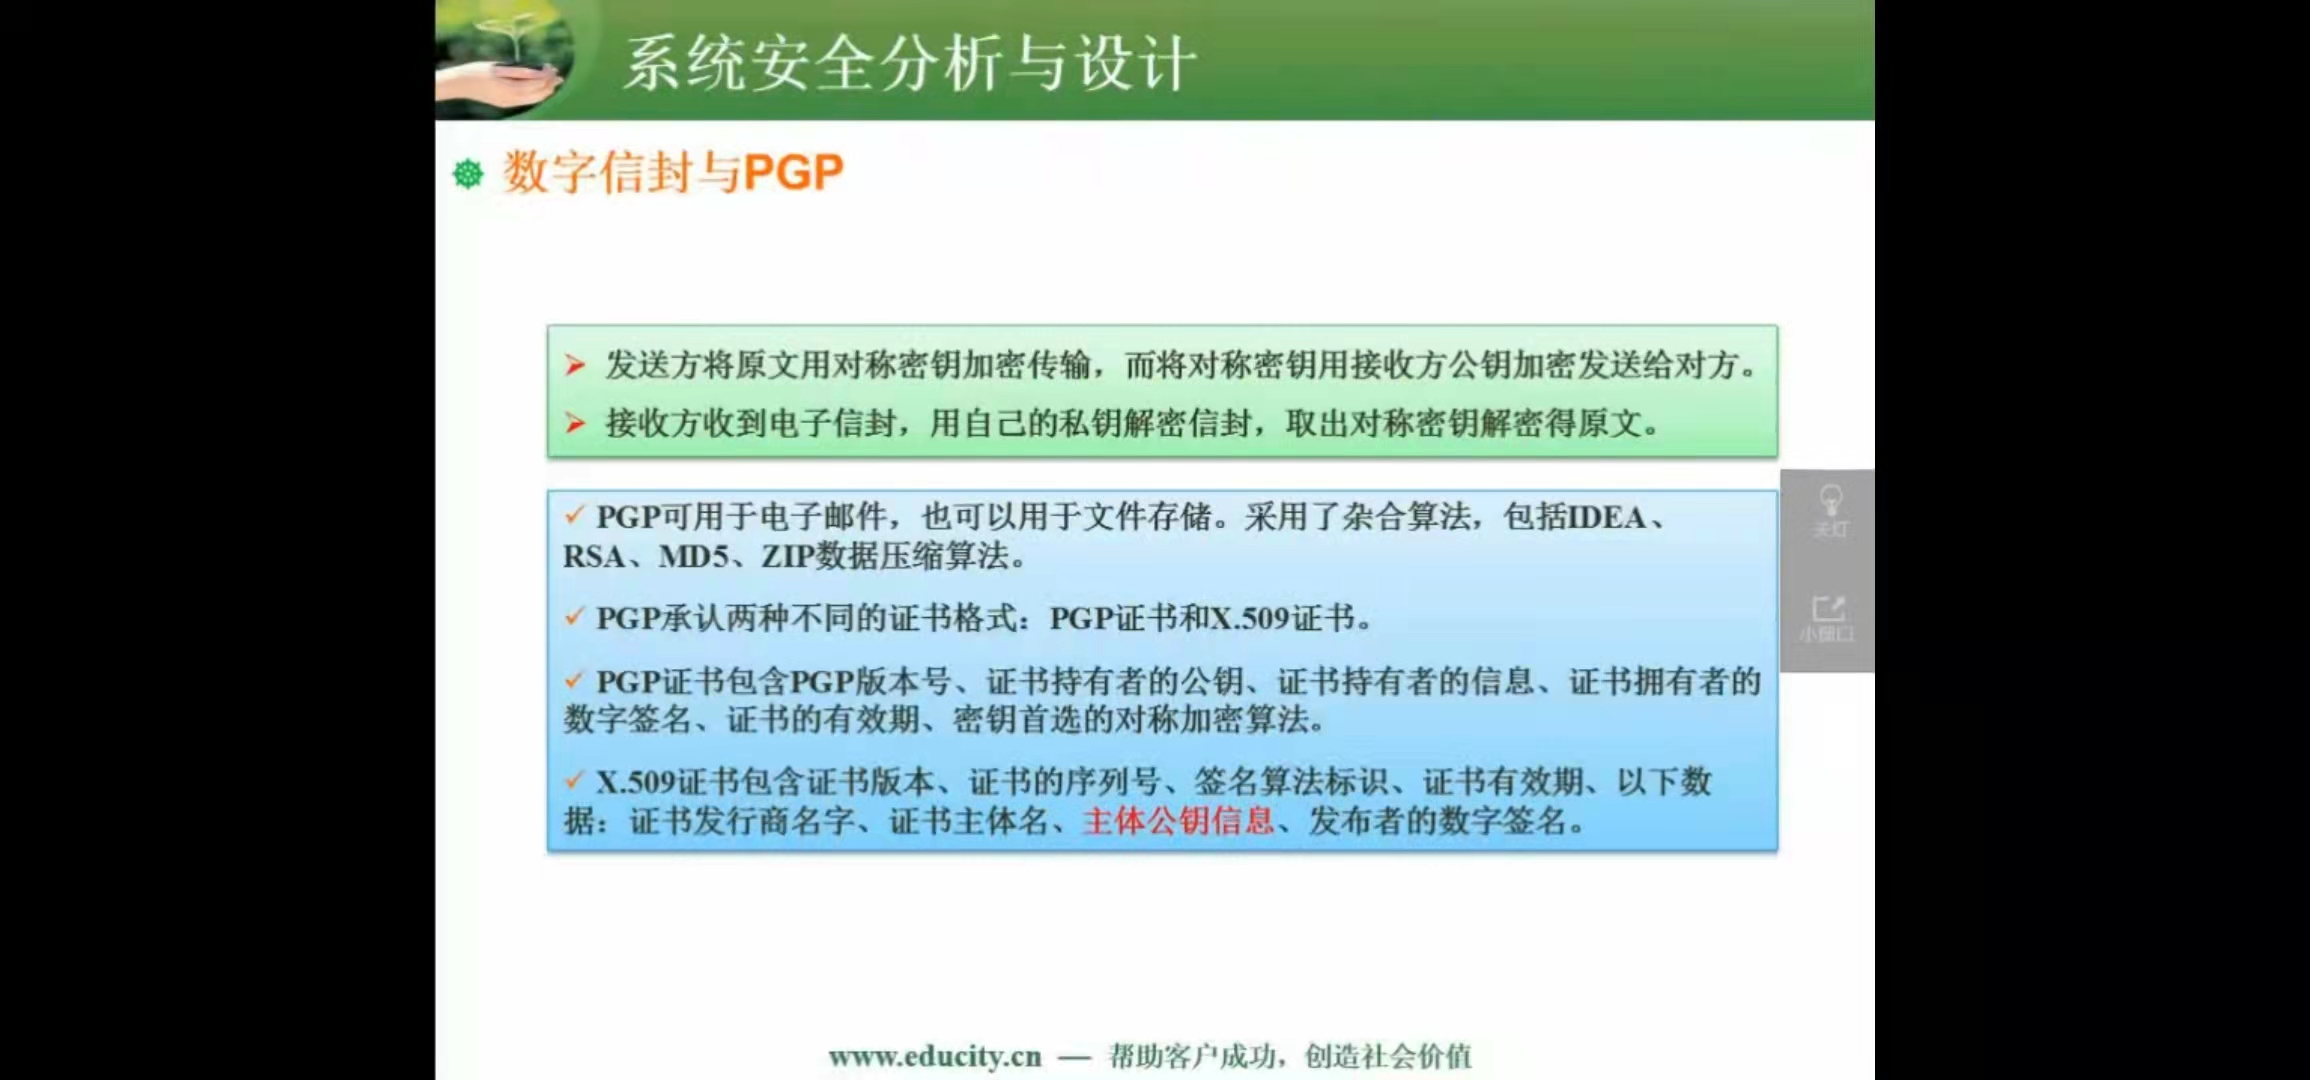 系统安全分析与设计
数字信封与PGP
发送方将原文用对称密钥加密传输，而将对称密钥用接收方公钥加密发送给对方。
接收方收到电子信封，用自己的私钥解密信封，取出对称密钥解密得原文。
PGP可用于电子邮件，也可以用于文件存储。采用了杂合算法，包括IDEA、
RSA、MD5、ZIP数据压缩算法。
PGP承认两种不同的证书格式：PGP证书和X.509证书。
PGP证书包含PGP版本号、证书持有者的公钥、证书持有者的信息、证书拥有者的
数字签名、证书的有效期、密钥首选的对称加密算法。
X.509证书包含证书版本、证书的序列号、签名算法标识、证书有效期、以下数
据：证书发行商名字、证书主体名、主体公钥信息、发布者的数字签名。
关灯
小窗口
www.educity.cn — 帮助客户成功，创造社会价值